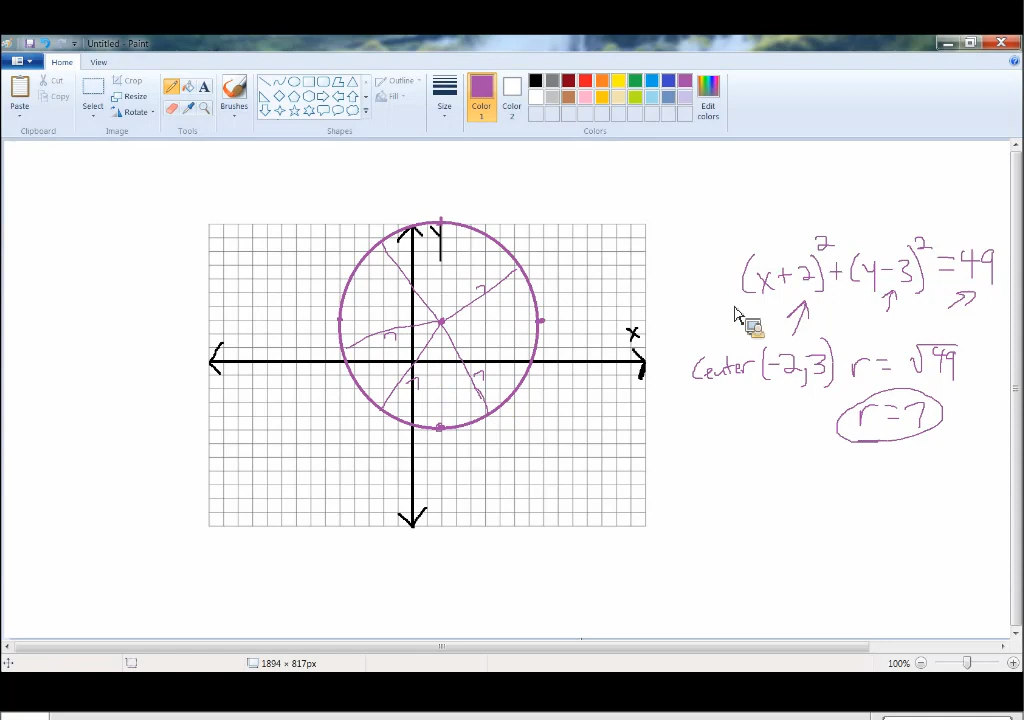 Untitled - Paint
Home View
Paste Cut Copy Select Crop Resize Rotate Brushes Outline Fill Size Color 1 Color 2 Edit colors
Clipboard Image Tools Shapes Colors
y
x
7
7
7
7
(x+2)²+(y-3)²=49
Center (-2,3) r = √49
r=7
1894 × 817px 100%